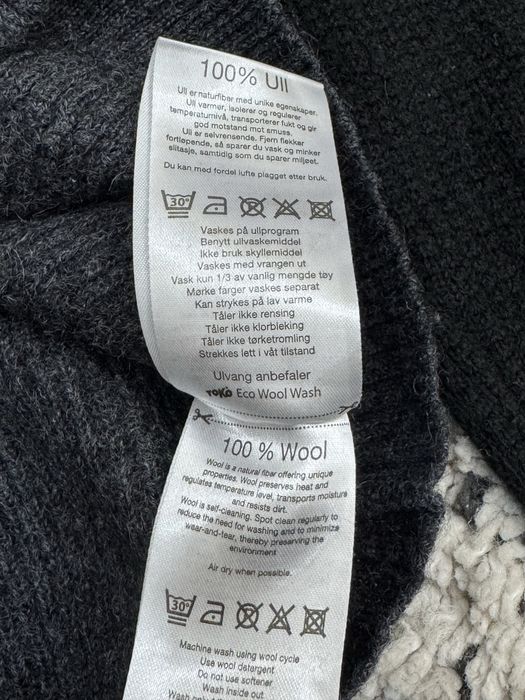 100% Ull
Ull er naturfiber med unike egenskaper.
Ull varmer, isolerer og regulerer
temperaturnivå, transporterer fukt og gir
god motstand mot smuss.
Ull er selvrensende. Fjern flekker
fortløpende, så sparer du vask og minker
slitasje, samtidig som du sparer miljøet.
Du kan med fordel lufte plagget etter bruk.
30°
Vaskes på ullprogram
Benytt ullvaskemiddel
Ikke bruk skyllemiddel
Vaskes med vrangen ut
Vask kun 1/3 av vanlig mengde tøy
Mørke farger vaskes separat
Kan strykes på lav varme
Tåler ikke rensing
Tåler ikke klorbleking
Tåler ikke tørketromling
Strekkes lett i våt tilstand
Ulvang anbefaler
TOKO Eco Wool Wash
100 % Wool
Wool is a natural fiber offering unique
properties. Wool preserves heat and
regulates temperature level, transports moisture
and resists dirt.
Wool is self-cleaning. Spot clean regularly to
reduce the need for washing and to minimize
wear-and-tear, thereby preserving the
environment
Air dry when possible.
30°
Machine wash using wool cycle
Use wool detergent
Do not use softener
Wash inside out